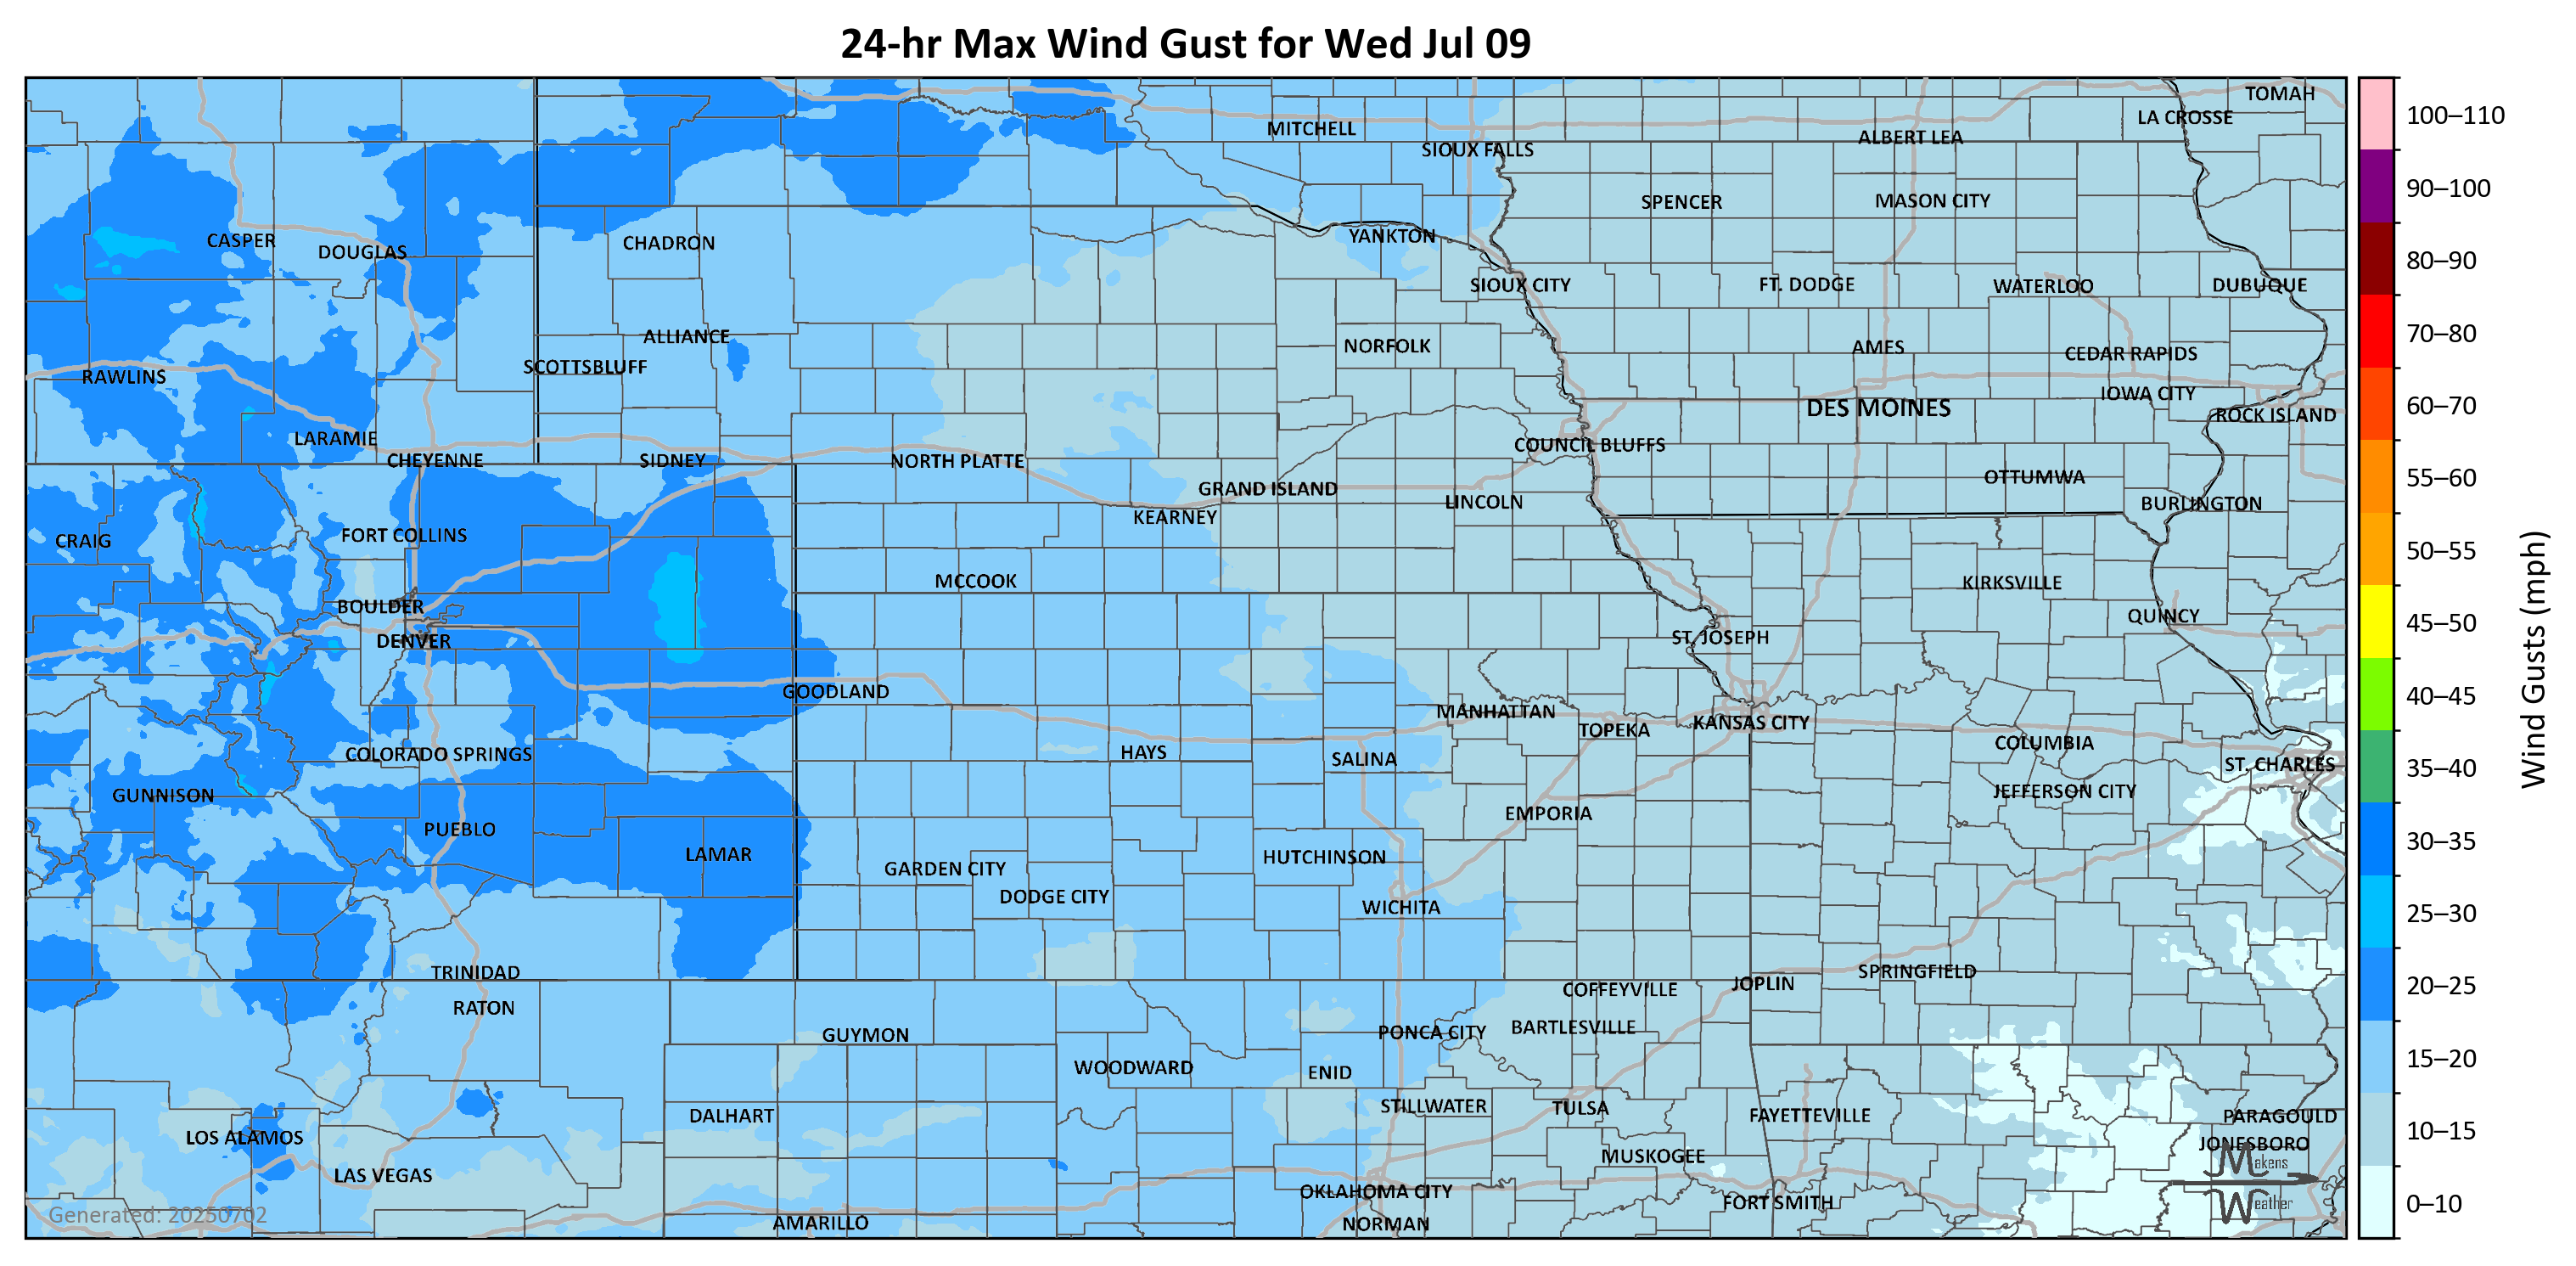 24-hr Max Wind Gust for Wed Jul 09
TOMAH
LA CROSSE
MITCHELL
ALBERT LEA
SIOUX FALLS
SPENCER
MASON CITY
CASPER
DOUGLAS
CHADRON
YANKTON
SIOUX CITY
FT. DODGE
WATERLOO
DUBUQUE
ALLIANCE
NORFOLK
AMES
CEDAR RAPIDS
SCOTTSBLUFF
RAWLINS
IOWA CITY
DES MOINES
ROCK ISLAND
LARAMIE
COUNCIL BLUFFS
CHEYENNE
SIDNEY
NORTH PLATTE
OTTUMWA
GRAND ISLAND
LINCOLN
BURLINGTON
KEARNEY
FORT COLLINS
CRAIG
MCCOOK
KIRKSVILLE
BOULDER
QUINCY
DENVER
ST. JOSEPH
GOODLAND
MANHATTAN
TOPEKA
KANSAS CITY
COLUMBIA
COLORADO SPRINGS
HAYS
SALINA
ST. CHARLES
GUNNISON
JEFFERSON CITY
EMPORIA
PUEBLO
LAMAR
HUTCHINSON
GARDEN CITY
DODGE CITY
WICHITA
TRINIDAD
SPRINGFIELD
JOPLIN
COFFEYVILLE
RATON
BARTLESVILLE
PONCA CITY
GUYMON
WOODWARD
ENID
STILLWATER
TULSA
DALHART
FAYETTEVILLE
PARAGOULD
LOS ALAMOS
JONESBORO
MUSKOGEE
LAS VEGAS
OKLAHOMA CITY
FORT SMITH
AMARILLO
NORMAN
Makens
Weather
Generated: 20250702
100–110
90–100
80–90
70–80
60–70
55–60
50–55
45–50
40–45
35–40
30–35
25–30
20–25
15–20
10–15
0–10
Wind Gusts (mph)